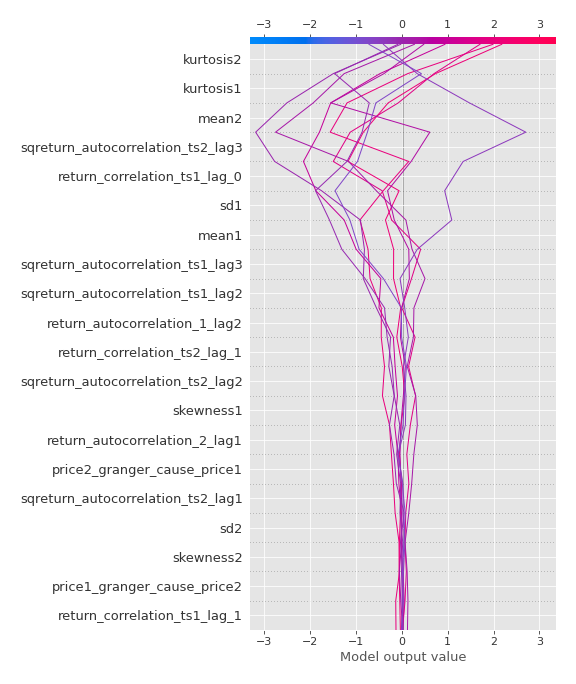 −3 −2 −1 0 1 2 3
kurtosis2
kurtosis1
mean2
sqreturn_autocorrelation_ts2_lag3
return_correlation_ts1_lag_0
sd1
mean1
sqreturn_autocorrelation_ts1_lag3
sqreturn_autocorrelation_ts1_lag2
return_autocorrelation_1_lag2
return_correlation_ts2_lag_1
sqreturn_autocorrelation_ts2_lag2
skewness1
return_autocorrelation_2_lag1
price2_granger_cause_price1
sqreturn_autocorrelation_ts2_lag1
sd2
skewness2
price1_granger_cause_price2
return_correlation_ts1_lag_1
−3 −2 −1 0 1 2 3
Model output value